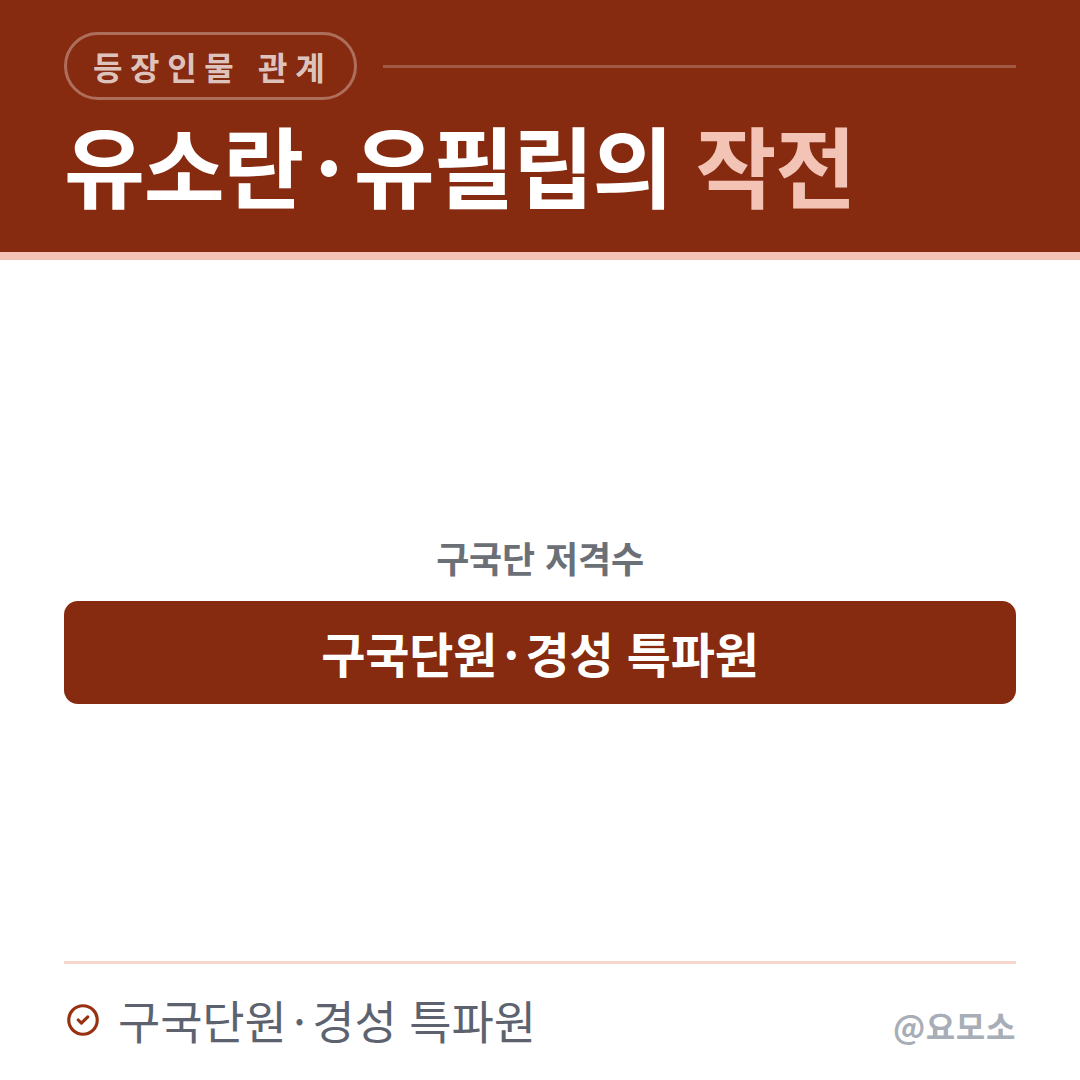 등장인물 관계
유소란·유필립의 작전
구국단 저격수
구국단원·경성 특파원
구국단원·경성 특파원
@요모소